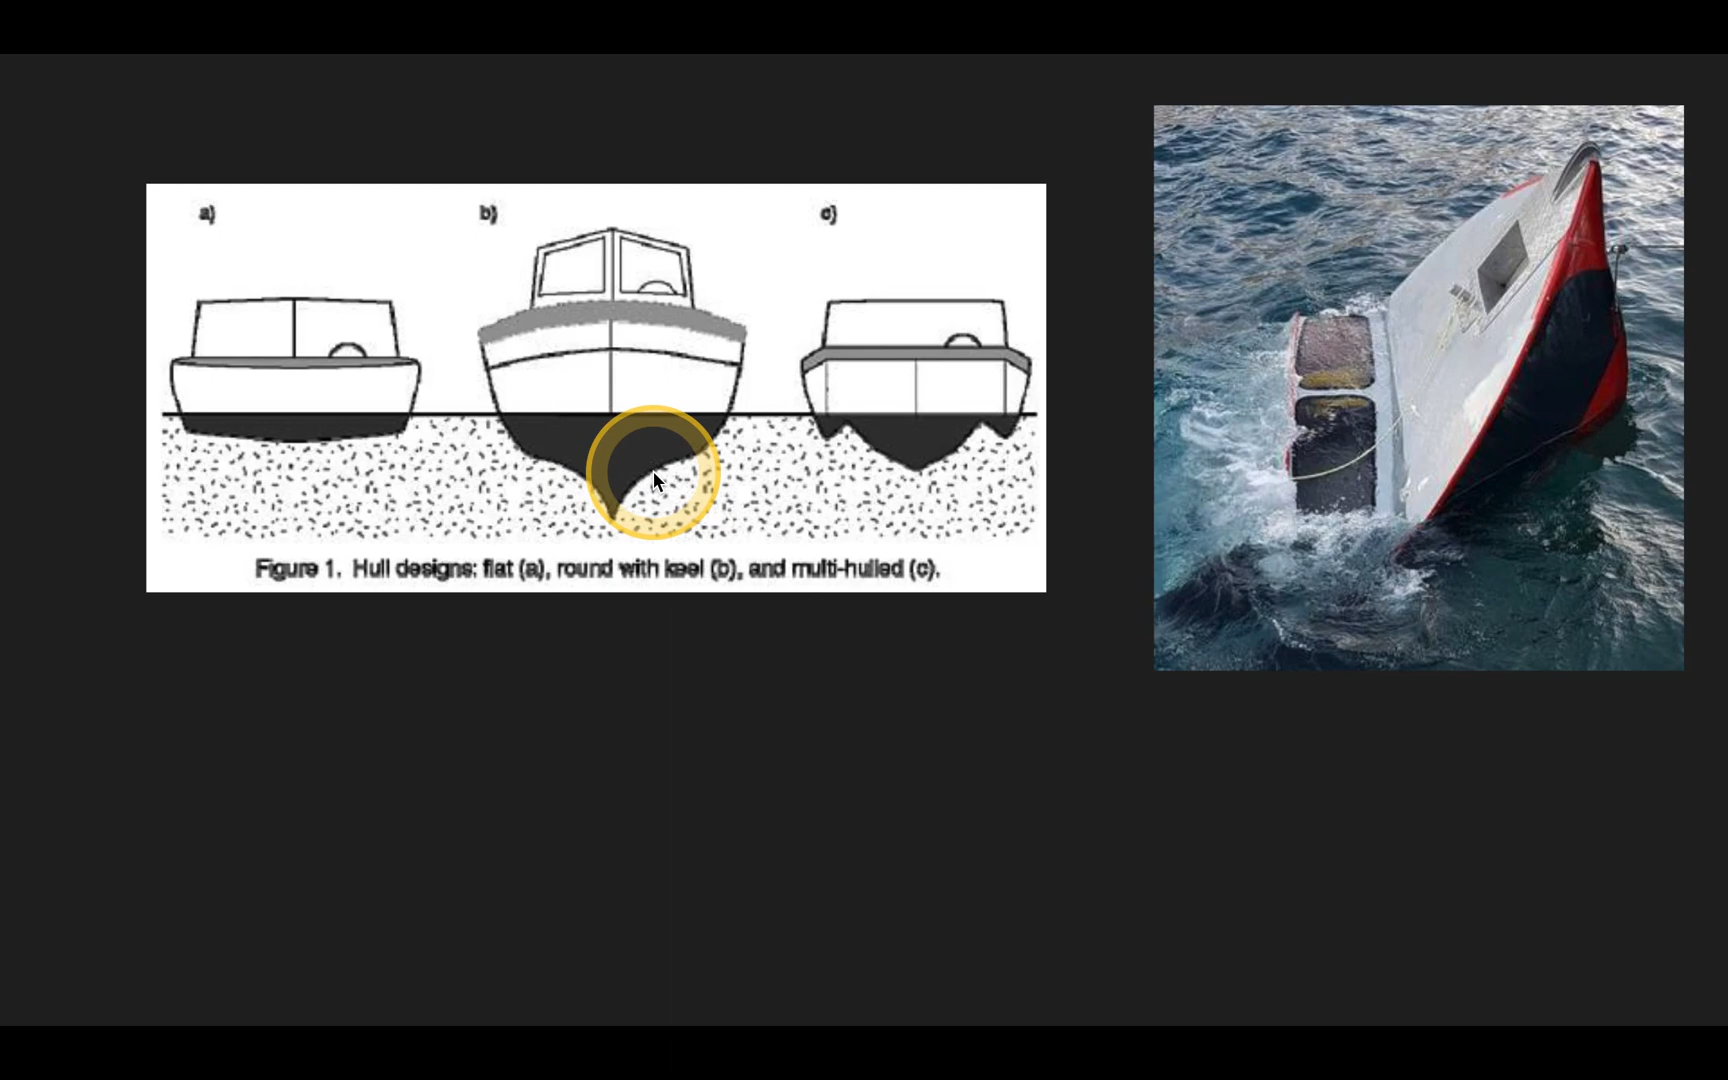 a)
b)
c)
Figure 1. Hull designs: flat (a), round with keel (b), and multi-hulled (c).